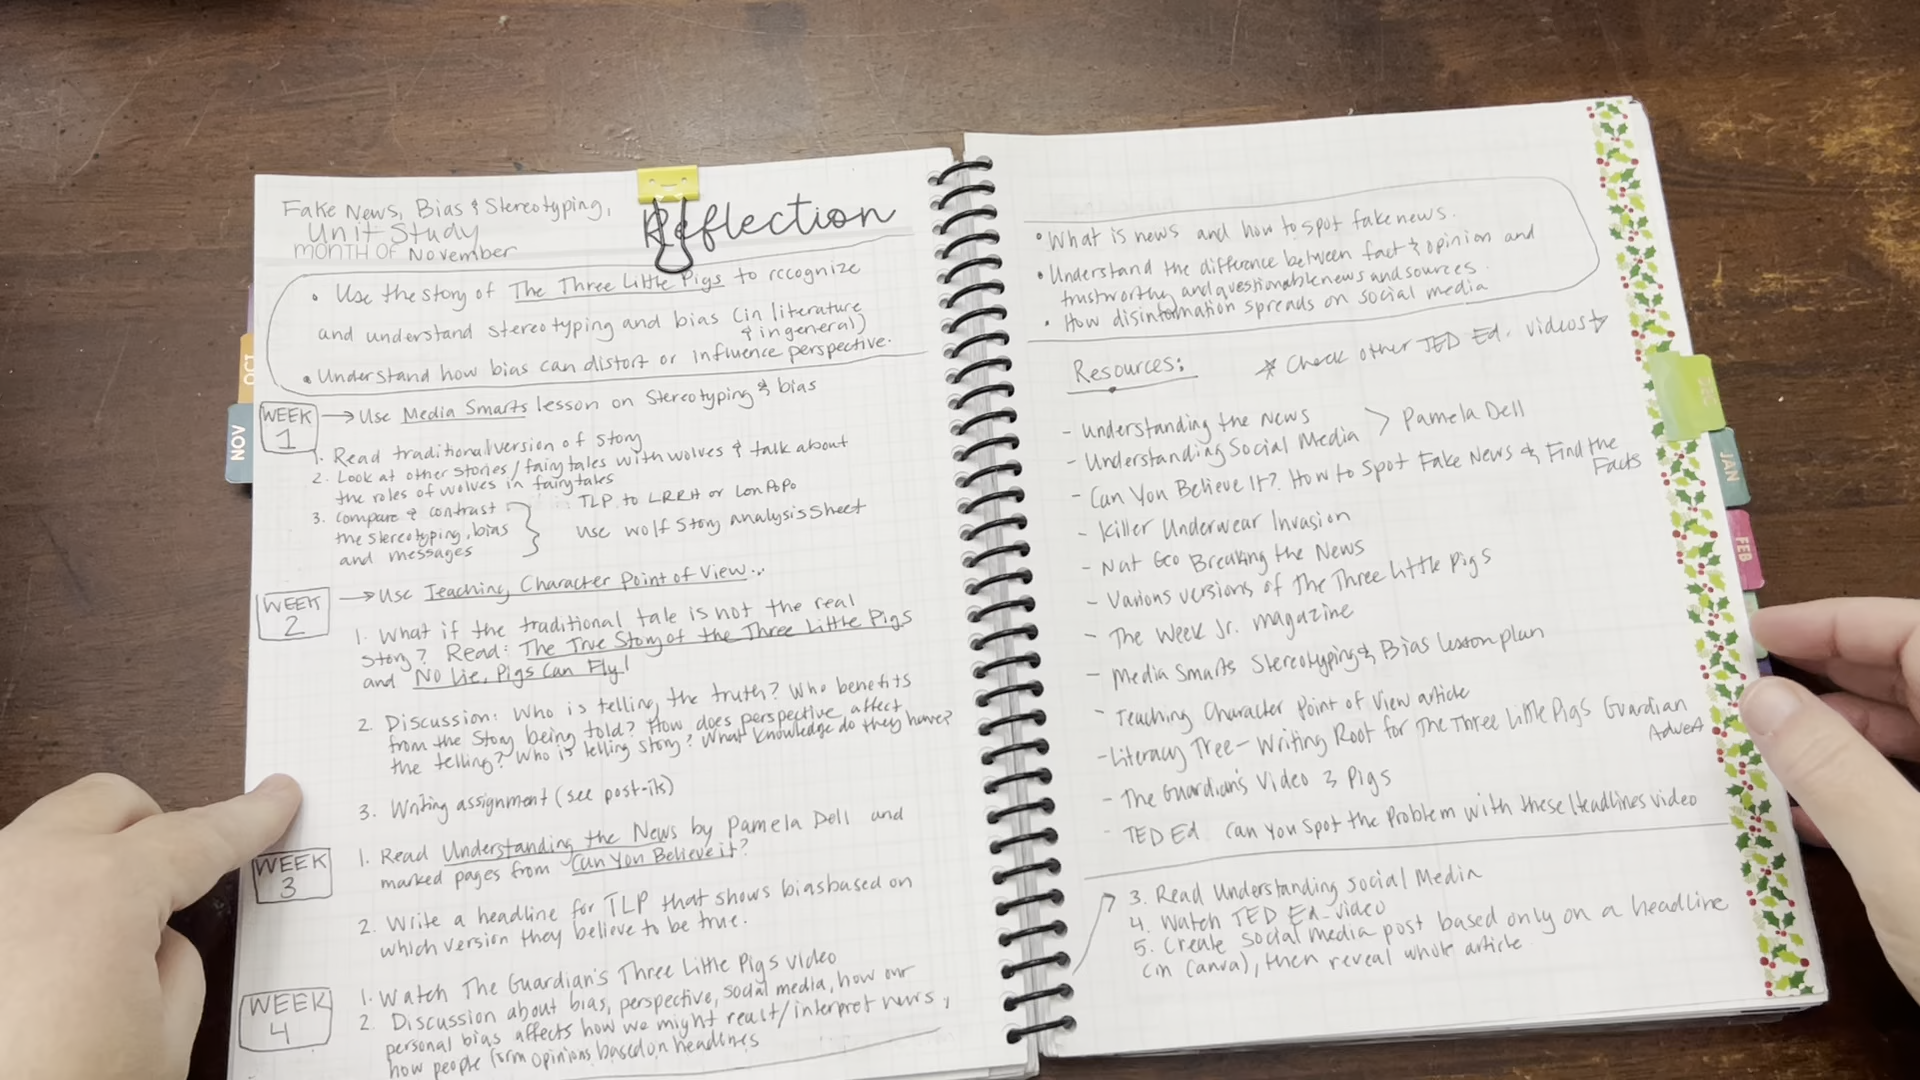 Fake News, Bias & Stereotyping,
Unit Study
MONTH OF November
Reflection
• Use the story of The Three Little Pigs to recognize
and understand stereotyping and bias (in literature
& in general)
• Understand how bias can distort or influence perspective.
WEEK
1
→ Use Media Smarts lesson on Stereotyping & bias
1. Read traditional version of story
2. Look at other stories/fairytales with wolves & talk about
the roles of wolves in fairytales
3. Compare & contrast
the stereotyping, bias
and messages
TLP to LRRH or Lon PoPo
Use wolf Story analysis sheet
WEEK
2
→ Use Teaching Character Point of View...
1. What if the traditional tale is not the real
story? Read: The True Story of the Three Little Pigs
and No Lie, Pigs Can Fly!
2. Discussion: Who is telling the truth? Who benefits
from the story being told? How does perspective affect
the telling? Who is telling story? What knowledge do they have?
3. Writing assignment (see post-its)
WEEK
3
1. Read Understanding the News by Pamela Dell and
marked pages from Can You Believe it?
2. Write a headline for TLP that shows bias based on
which version they believe to be true.
WEEK
4
1. Watch The Guardian's Three Little Pigs video
2. Discussion about bias, perspective, social media, how our
personal bias affects how we might react/interpret news,
how people form opinions based on headlines
OCT
NOV
• What is news and how to spot fake news.
• Understand the difference between fact & opinion and
trustworthy and questionable news and sources.
• How disinformation spreads on social media
Resources:
* Check other TED Ed. videos
- Understanding the News
- Understanding Social Media > Pamela Dell
- Can You Believe It? How to Spot Fake News & Find the
Facts
- Killer Underwear Invasion
- Nat Geo Breaking the News
- Various versions of The Three Little Pigs
- The Week Jr. magazine
- Media Smarts Stereotyping & Bias lesson plan
- Teaching Character Point of View article
- Literacy Tree - Writing Root for The Three Little Pigs Guardian
Advert
- The Guardian's Video 3 Pigs
- TED Ed Can You Spot the Problem with these Headlines video
3. Read Understanding Social Media
4. Watch TED Ed video
5. Create social media post based only on a headline
(in Canva), then reveal whole article.
JAN
FEB